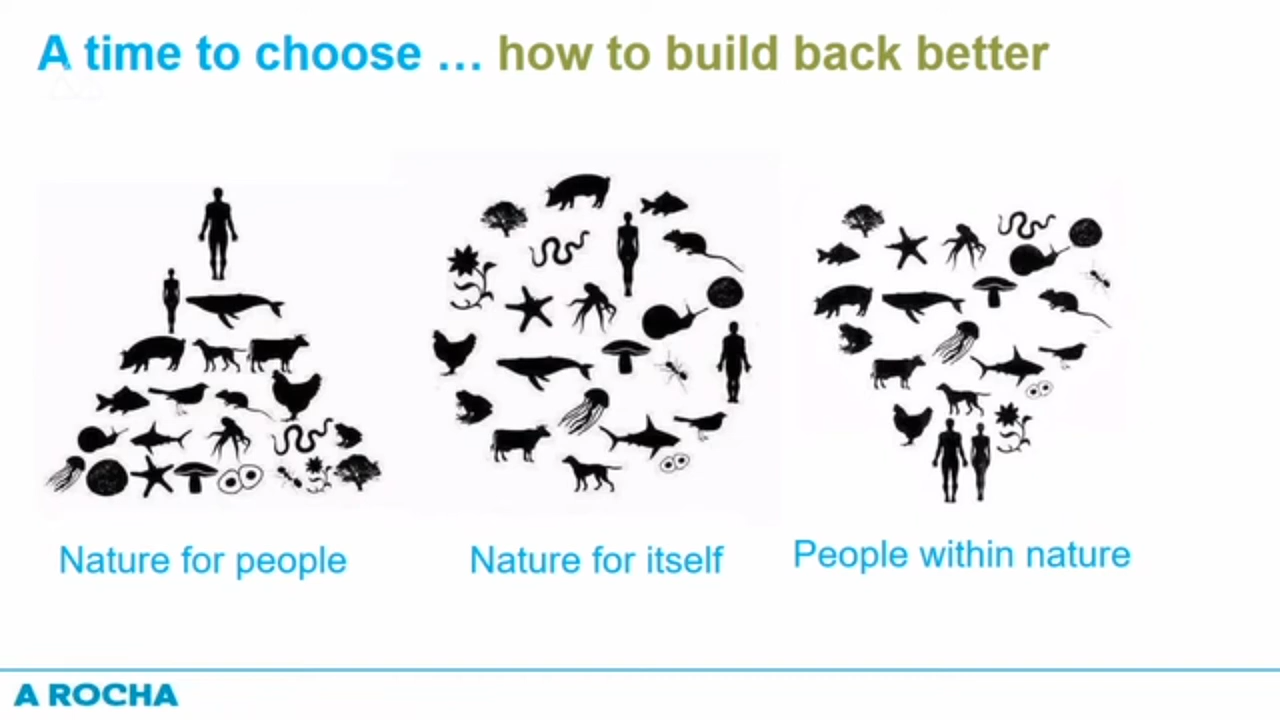 A time to choose ... how to build back better
Nature for people
Nature for itself
People within nature
A ROCHA